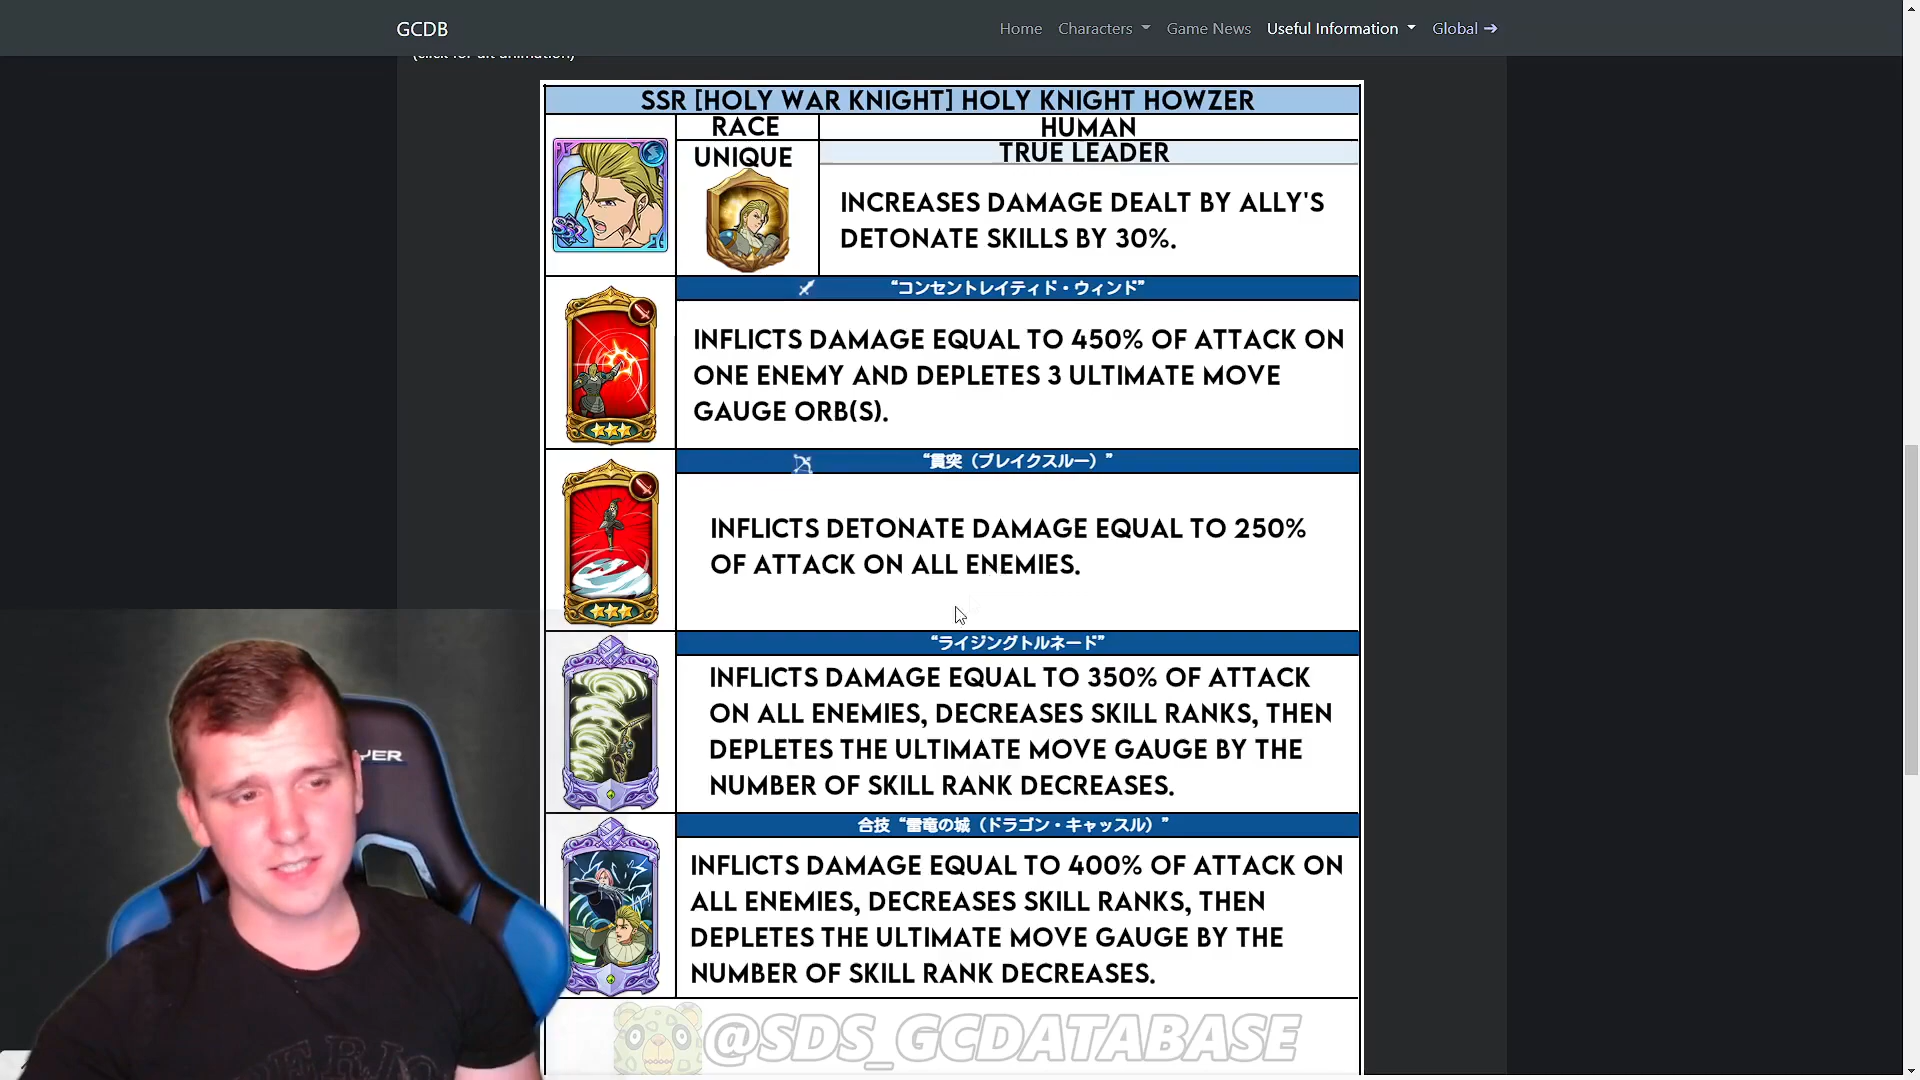 GCDB
Home Characters Game News Useful Information Global
(click for ult animation)
SSR [HOLY WAR KNIGHT] HOLY KNIGHT HOWZER
RACE
HUMAN
UNIQUE
TRUE LEADER
INCREASES DAMAGE DEALT BY ALLY'S
DETONATE SKILLS BY 30%.
SSR
“コンセントレイティド・ウィンド”
INFLICTS DAMAGE EQUAL TO 450% OF ATTACK ON
ONE ENEMY AND DEPLETES 3 ULTIMATE MOVE
GAUGE ORB(S).
“貫突（ブレイクスルー）”
INFLICTS DETONATE DAMAGE EQUAL TO 250%
OF ATTACK ON ALL ENEMIES.
“ライジングトルネード”
INFLICTS DAMAGE EQUAL TO 350% OF ATTACK
ON ALL ENEMIES, DECREASES SKILL RANKS, THEN
DEPLETES THE ULTIMATE MOVE GAUGE BY THE
NUMBER OF SKILL RANK DECREASES.
合技“雷竜の城（ドラゴン・キャッスル）”
INFLICTS DAMAGE EQUAL TO 400% OF ATTACK ON
ALL ENEMIES, DECREASES SKILL RANKS, THEN
DEPLETES THE ULTIMATE MOVE GAUGE BY THE
NUMBER OF SKILL RANK DECREASES.
@SDS_GCDATABASE